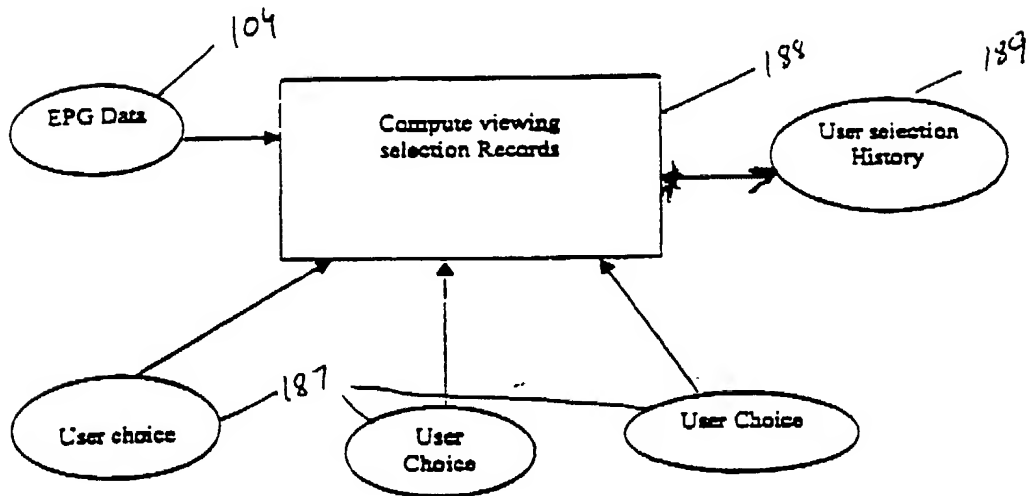 104
188
189
EPG Data
Compute viewing
selection Records
User selection
History
187
User choice
User
Choice
User Choice